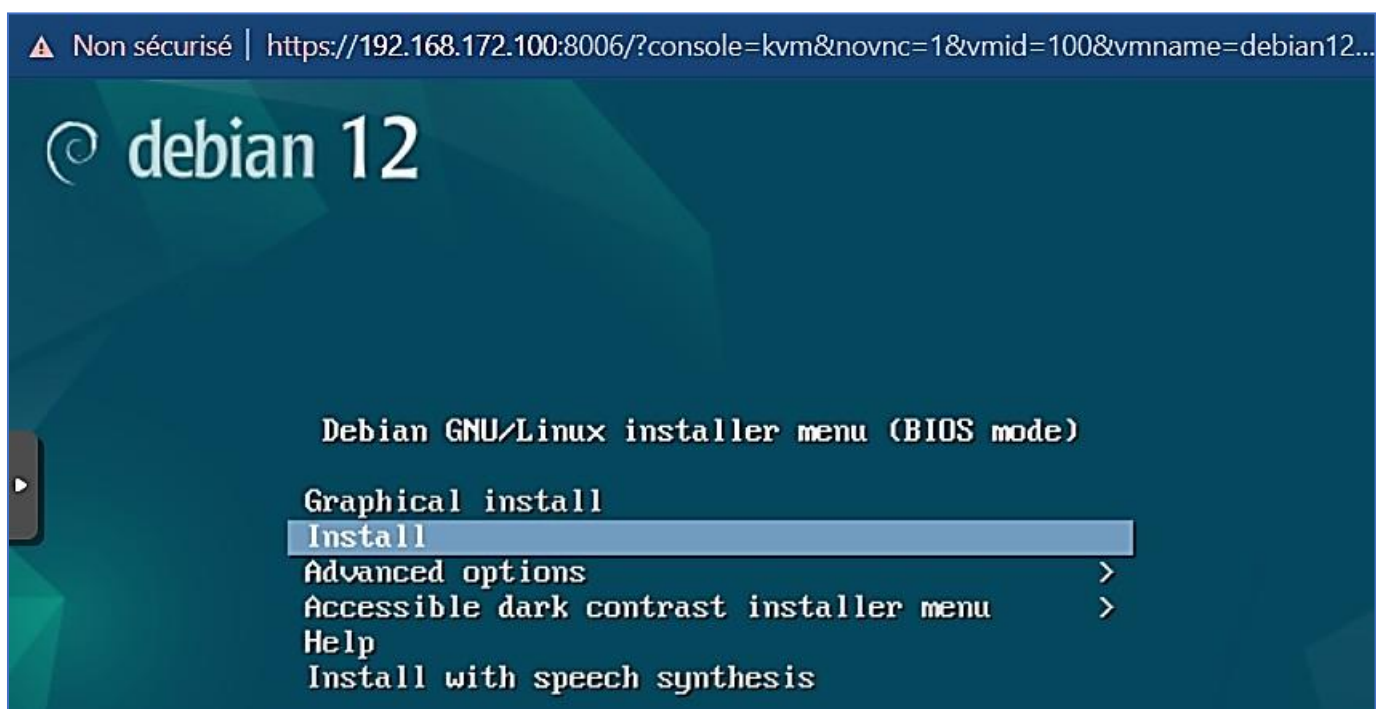 Non sécurisé | https://192.168.172.100:8006/?console=kvm&novnc=1&vmid=100&vmname=debian12...
debian 12
Debian GNU/Linux installer menu (BIOS mode)
Graphical install
Install
Advanced options >
Accessible dark contrast installer menu >
Help
Install with speech synthesis